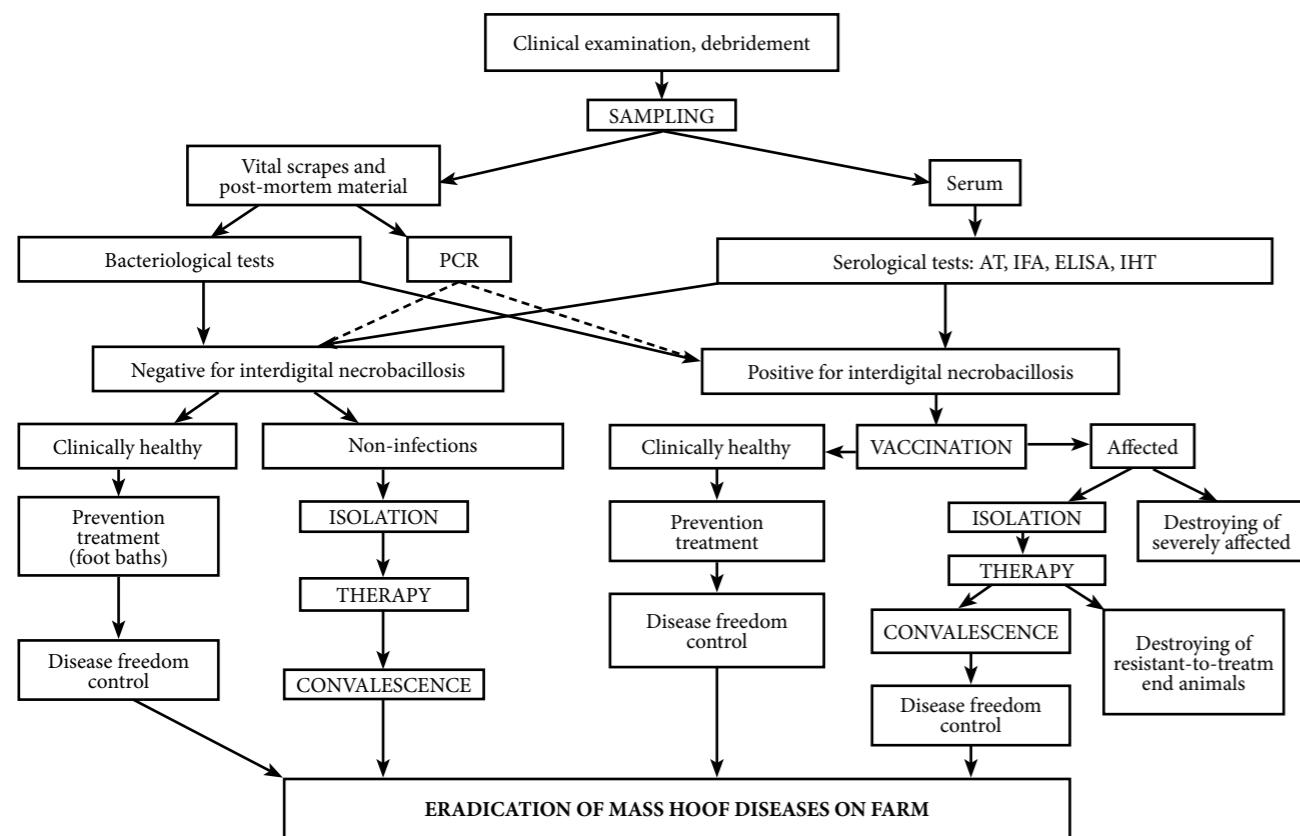 Clinical examination, debridement
SAMPLING
Vital scrapes and
post-mortem material
Serum
Bacteriological tests
PCR
Serological tests: AT, IFA, ELISA, IHT
Negative for interdigital necrobacillosis
Positive for interdigital necrobacillosis
Clinically healthy
Non-infections
Clinically healthy
VACCINATION
Affected
Prevention
treatment
(foot baths)
ISOLATION
Prevention
treatment
ISOLATION
Destroying of
severely affected
THERAPY
THERAPY
Disease freedom
control
CONVALESCENCE
Disease freedom
control
CONVALESCENCE
Destroying of
resistant-to-treatm
end animals
Disease freedom
control
ERADICATION OF MASS HOOF DISEASES ON FARM